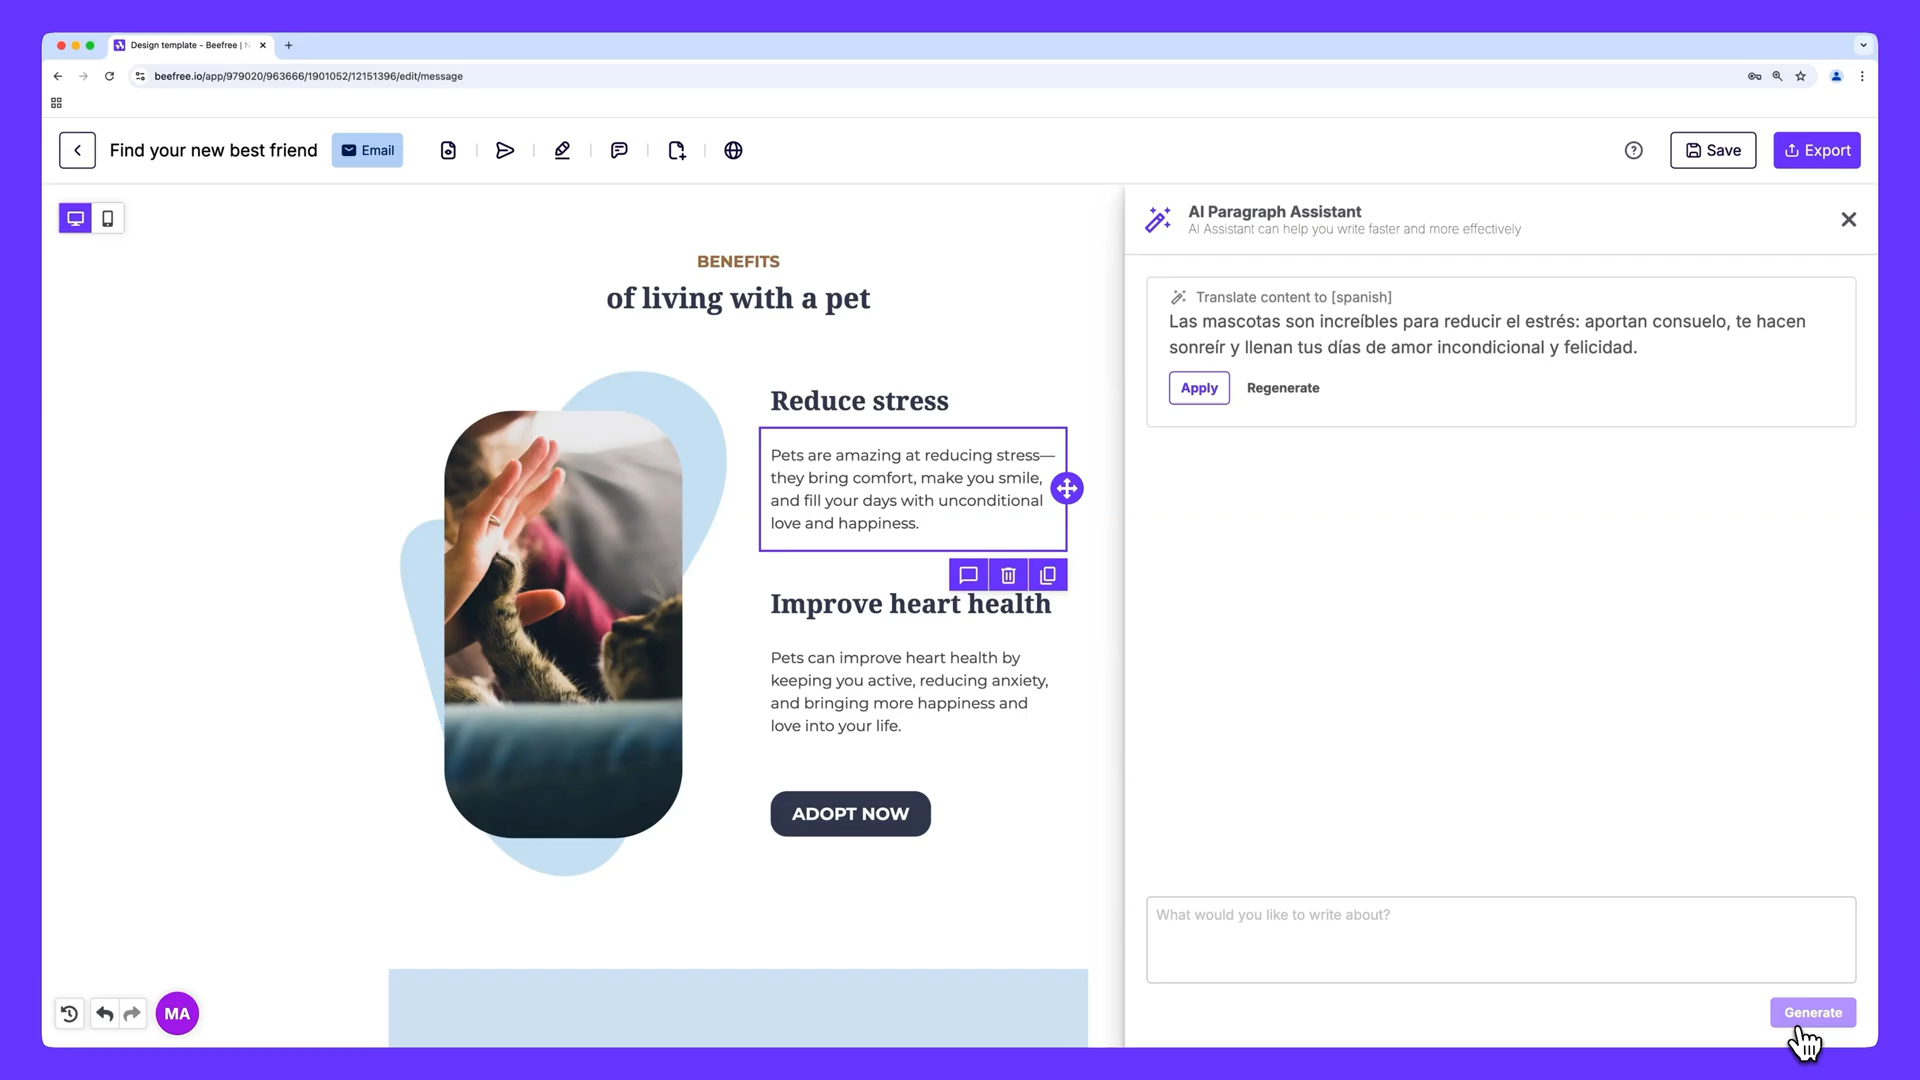 Design template - Beefree |
beefree.io/app/979020/963666/1901052/12151396/edit/message
Find your new best friend
Email
Save
Export
BENEFITS
of living with a pet
Reduce stress
Pets are amazing at reducing stress—
they bring comfort, make you smile,
and fill your days with unconditional
love and happiness.
Improve heart health
Pets can improve heart health by
keeping you active, reducing anxiety,
and bringing more happiness and
love into your life.
ADOPT NOW
MA
AI Paragraph Assistant
AI Assistant can help you write faster and more effectively
Translate content to [spanish]
Las mascotas son increíbles para reducir el estrés: aportan consuelo, te hacen
sonreír y llenan tus días de amor incondicional y felicidad.
Apply
Regenerate
What would you like to write about?
Generate